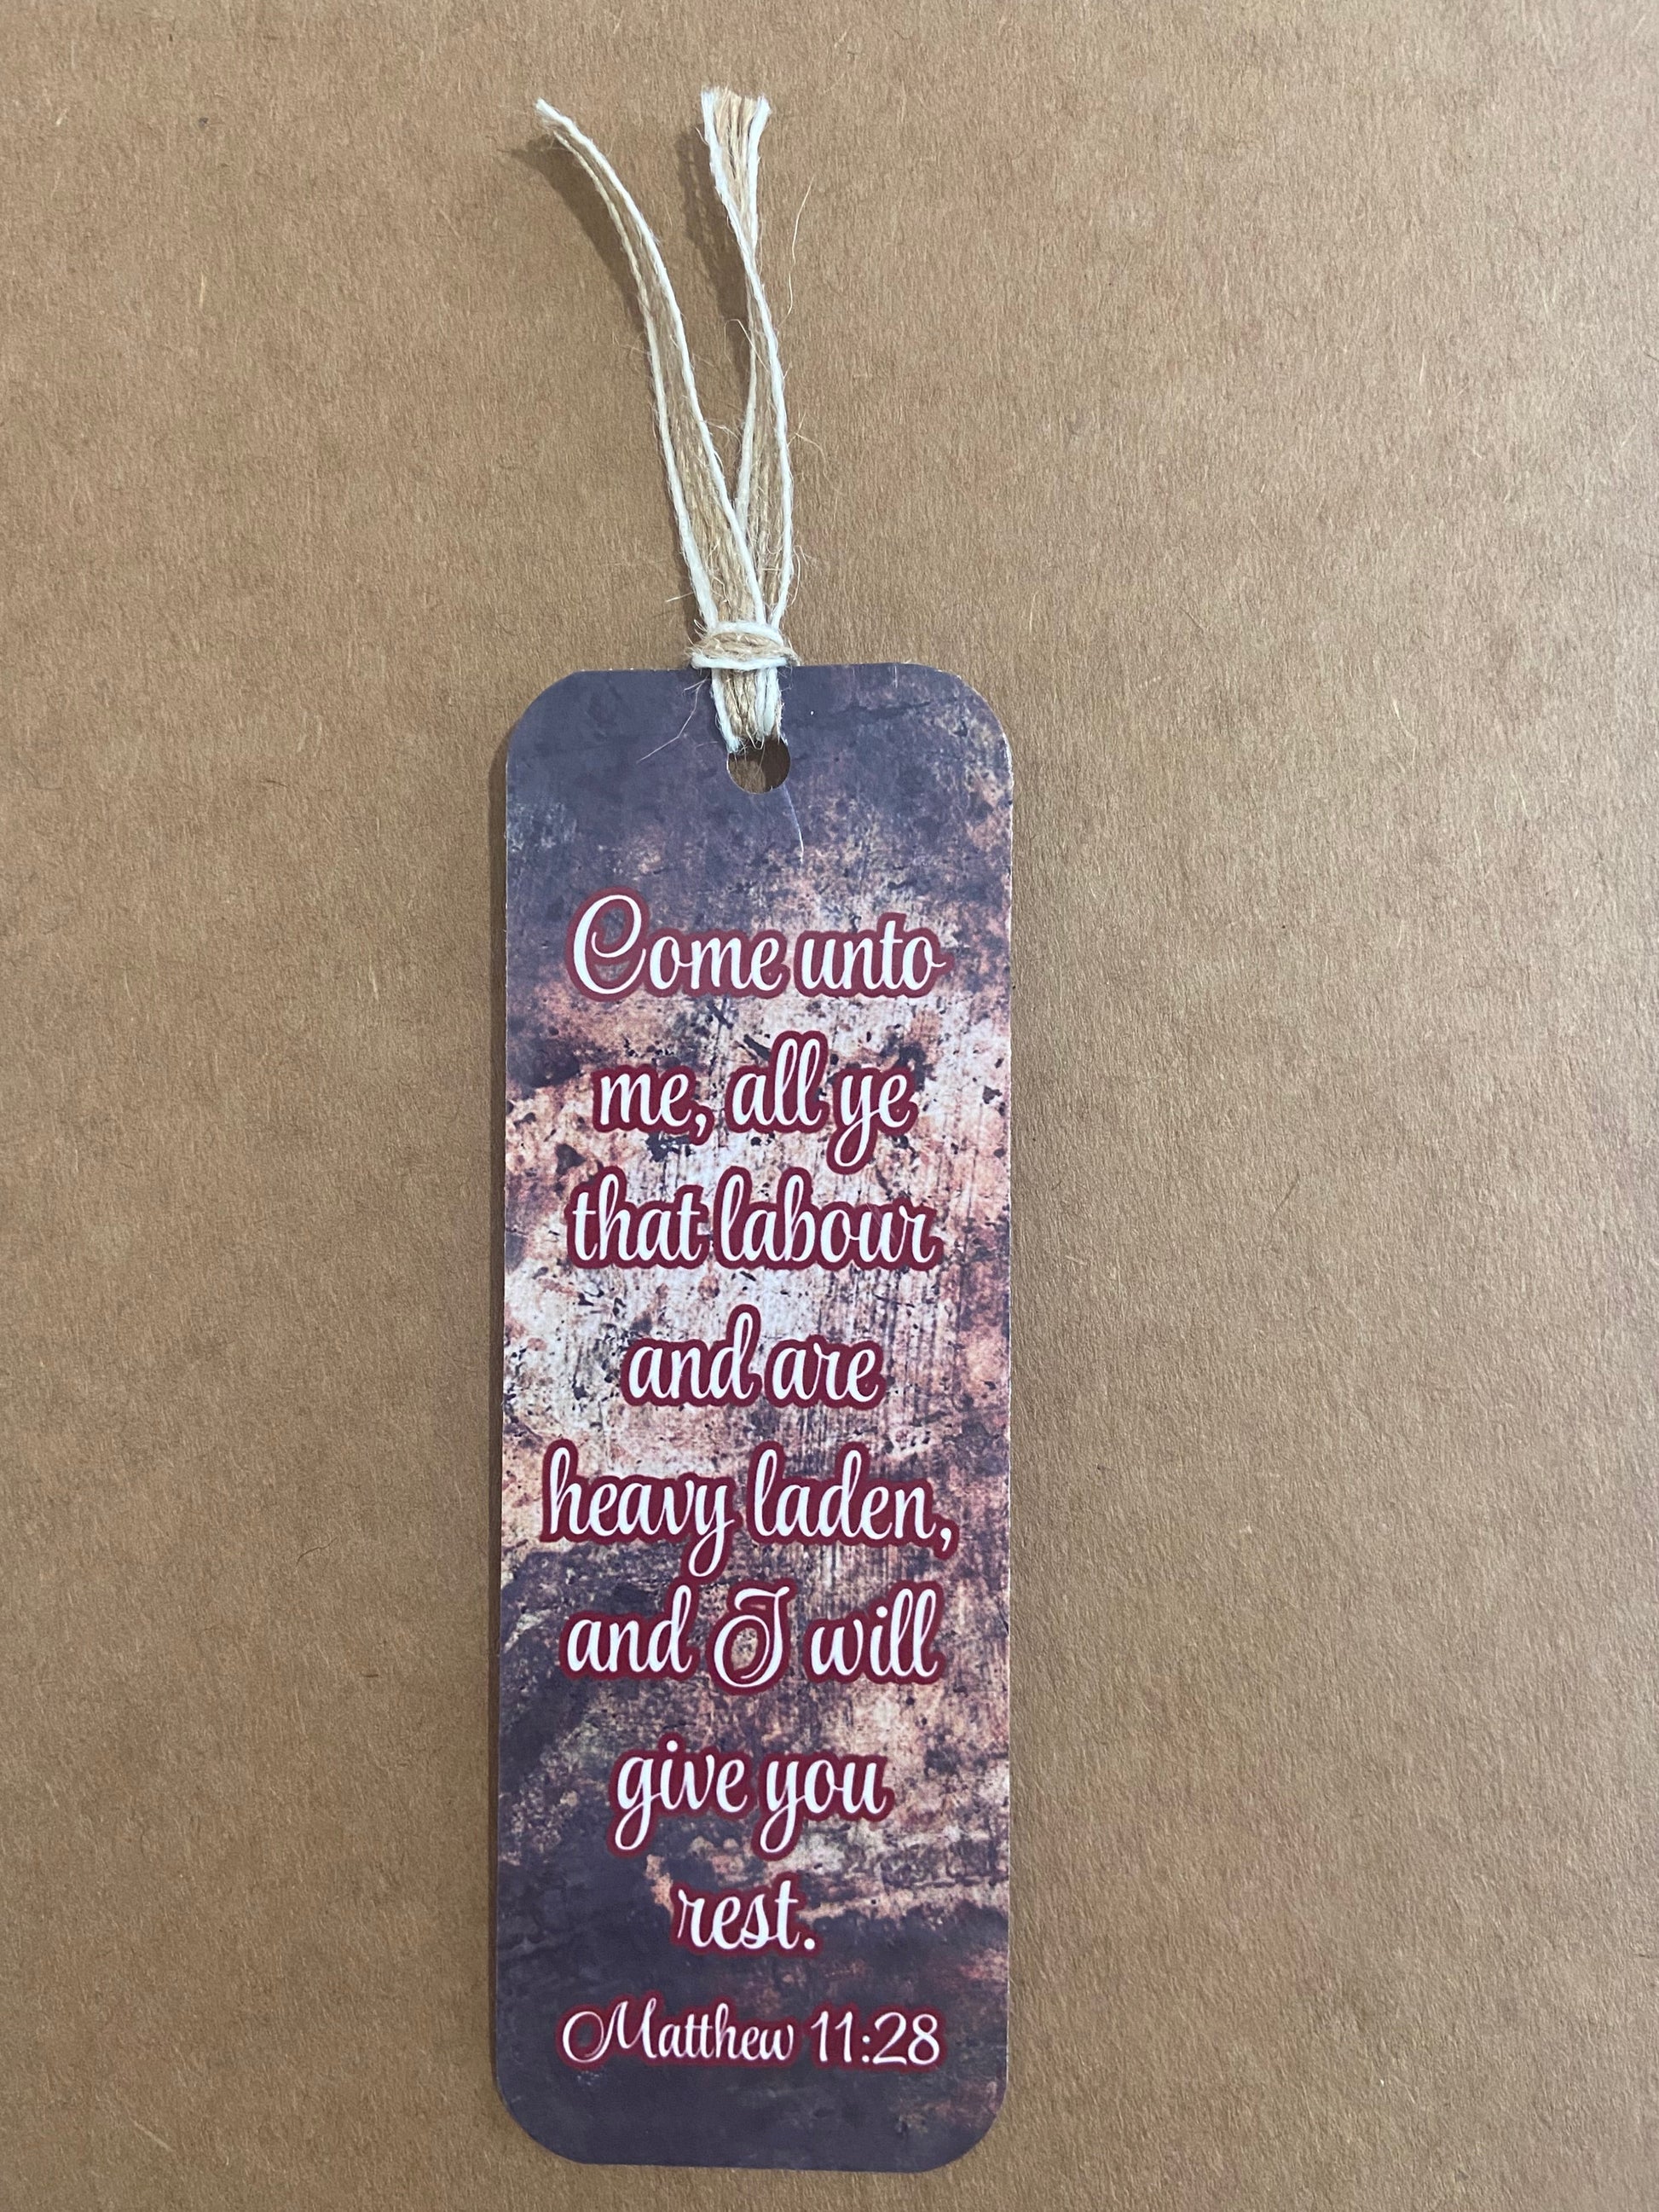 Come unto
me, all ye
that labour
and are
heavy laden,
and I will
give you
rest.
Matthew 11:28